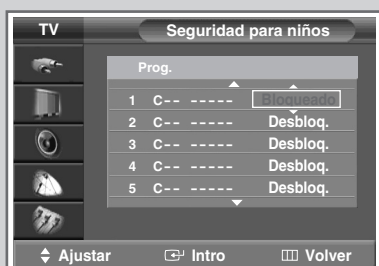 TV Seguridad para niños
Prog.
1 C-- ----- Bloqueado
2 C-- ----- Desbloq.
3 C-- ----- Desbloq.
4 C-- ----- Desbloq.
5 C-- ----- Desbloq.
Ajustar Intro Volver